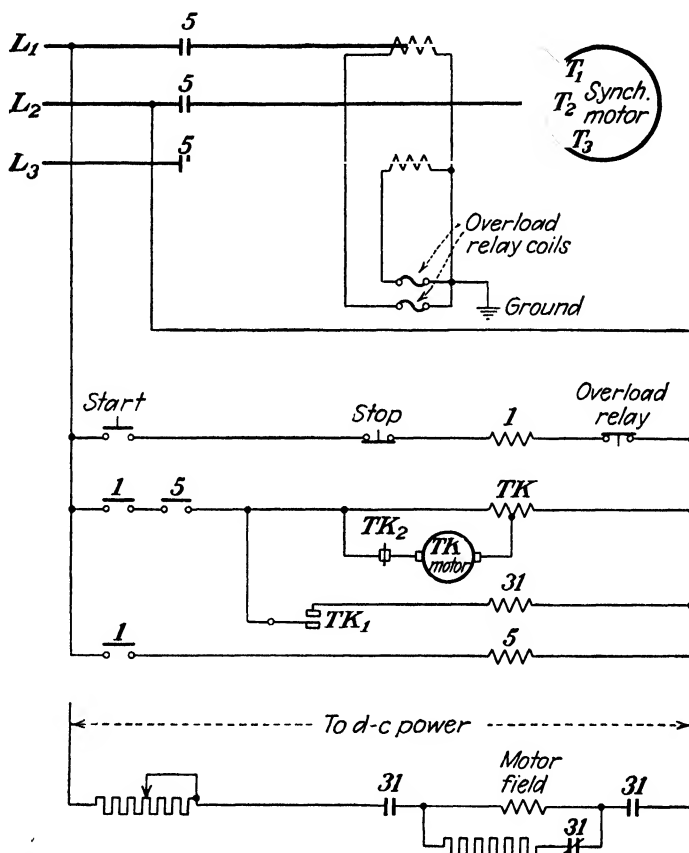 5
L₁
T₁
5
L₂
T₂ Synch.
motor
5
T₃
L₃
Overload
relay coils
Ground
Start
Stop
1
Overload
relay
1
5
TK
TK₂
TK
motor
31
TK₁
1
5
To d-c power
31
Motor
field
31
31